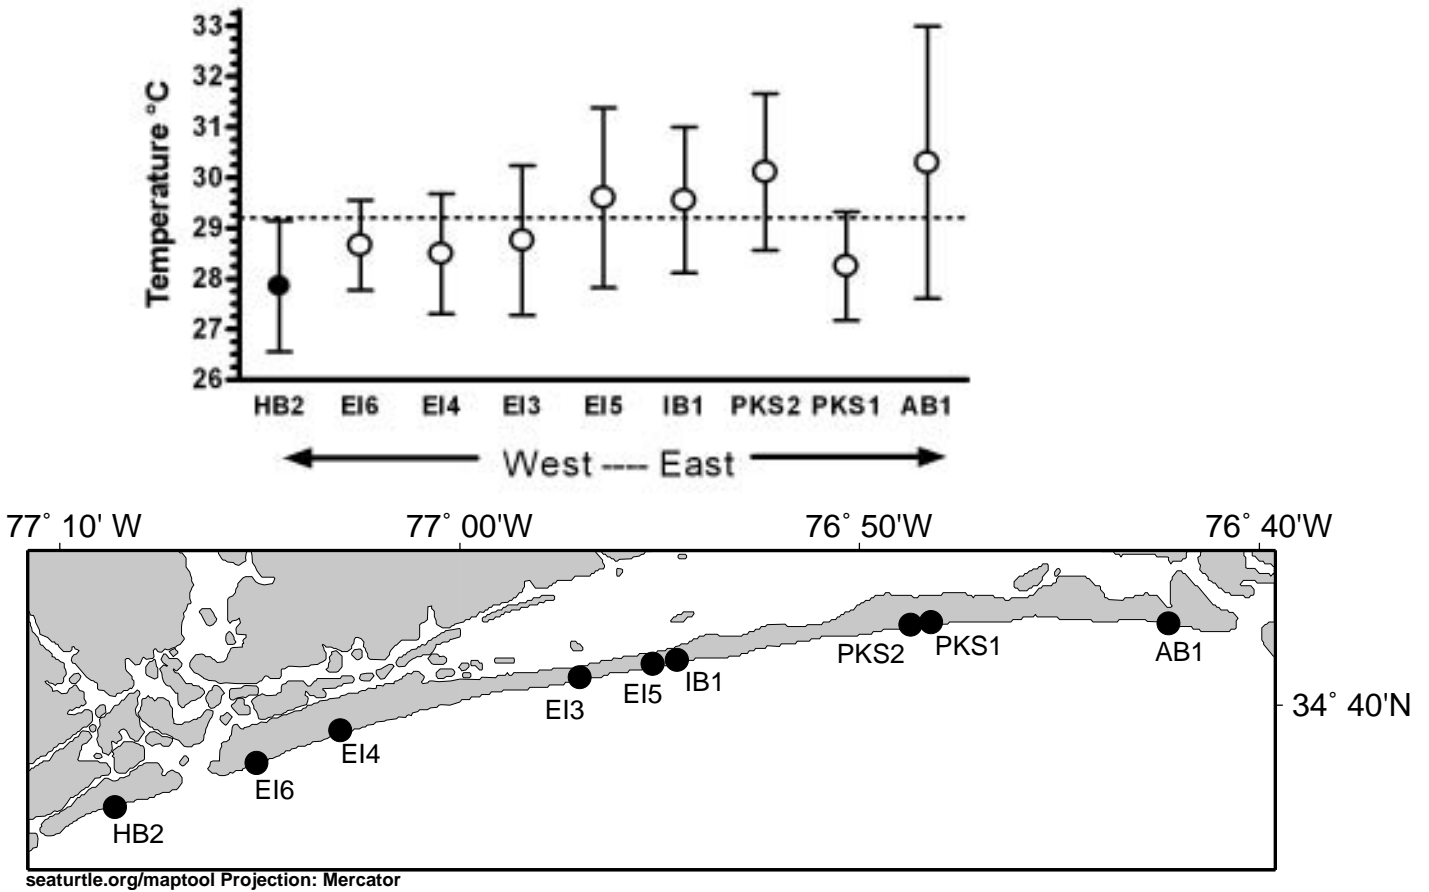 33
32
31
30
29
28
27
26
Temperature °C
HB2 EI6 EI4 EI3 EI5 IB1 PKS2 PKS1 AB1
West ---- East
77° 10' W 77° 00'W 76° 50'W 76° 40'W
PKS2 PKS1 AB1
EI3 EI5 IB1
34° 40'N
EI4
EI6
HB2
seaturtle.org/maptool Projection: Mercator